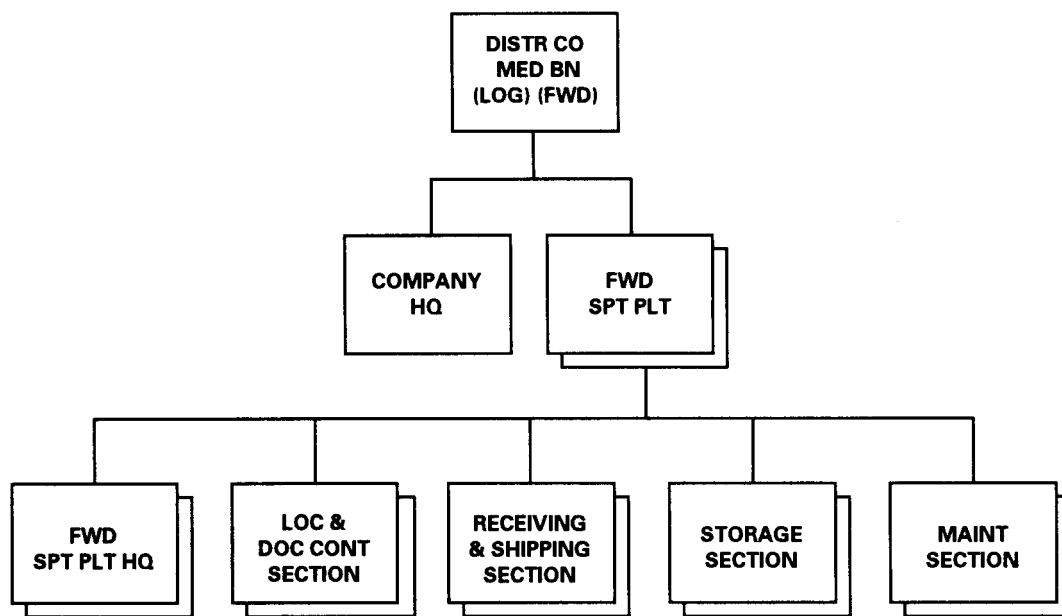 DISTR CO
MED BN
(LOG) (FWD)
COMPANY
HQ
FWD
SPT PLT
FWD
SPT PLT HQ
LOC &
DOC CONT
SECTION
RECEIVING
& SHIPPING
SECTION
STORAGE
SECTION
MAINT
SECTION